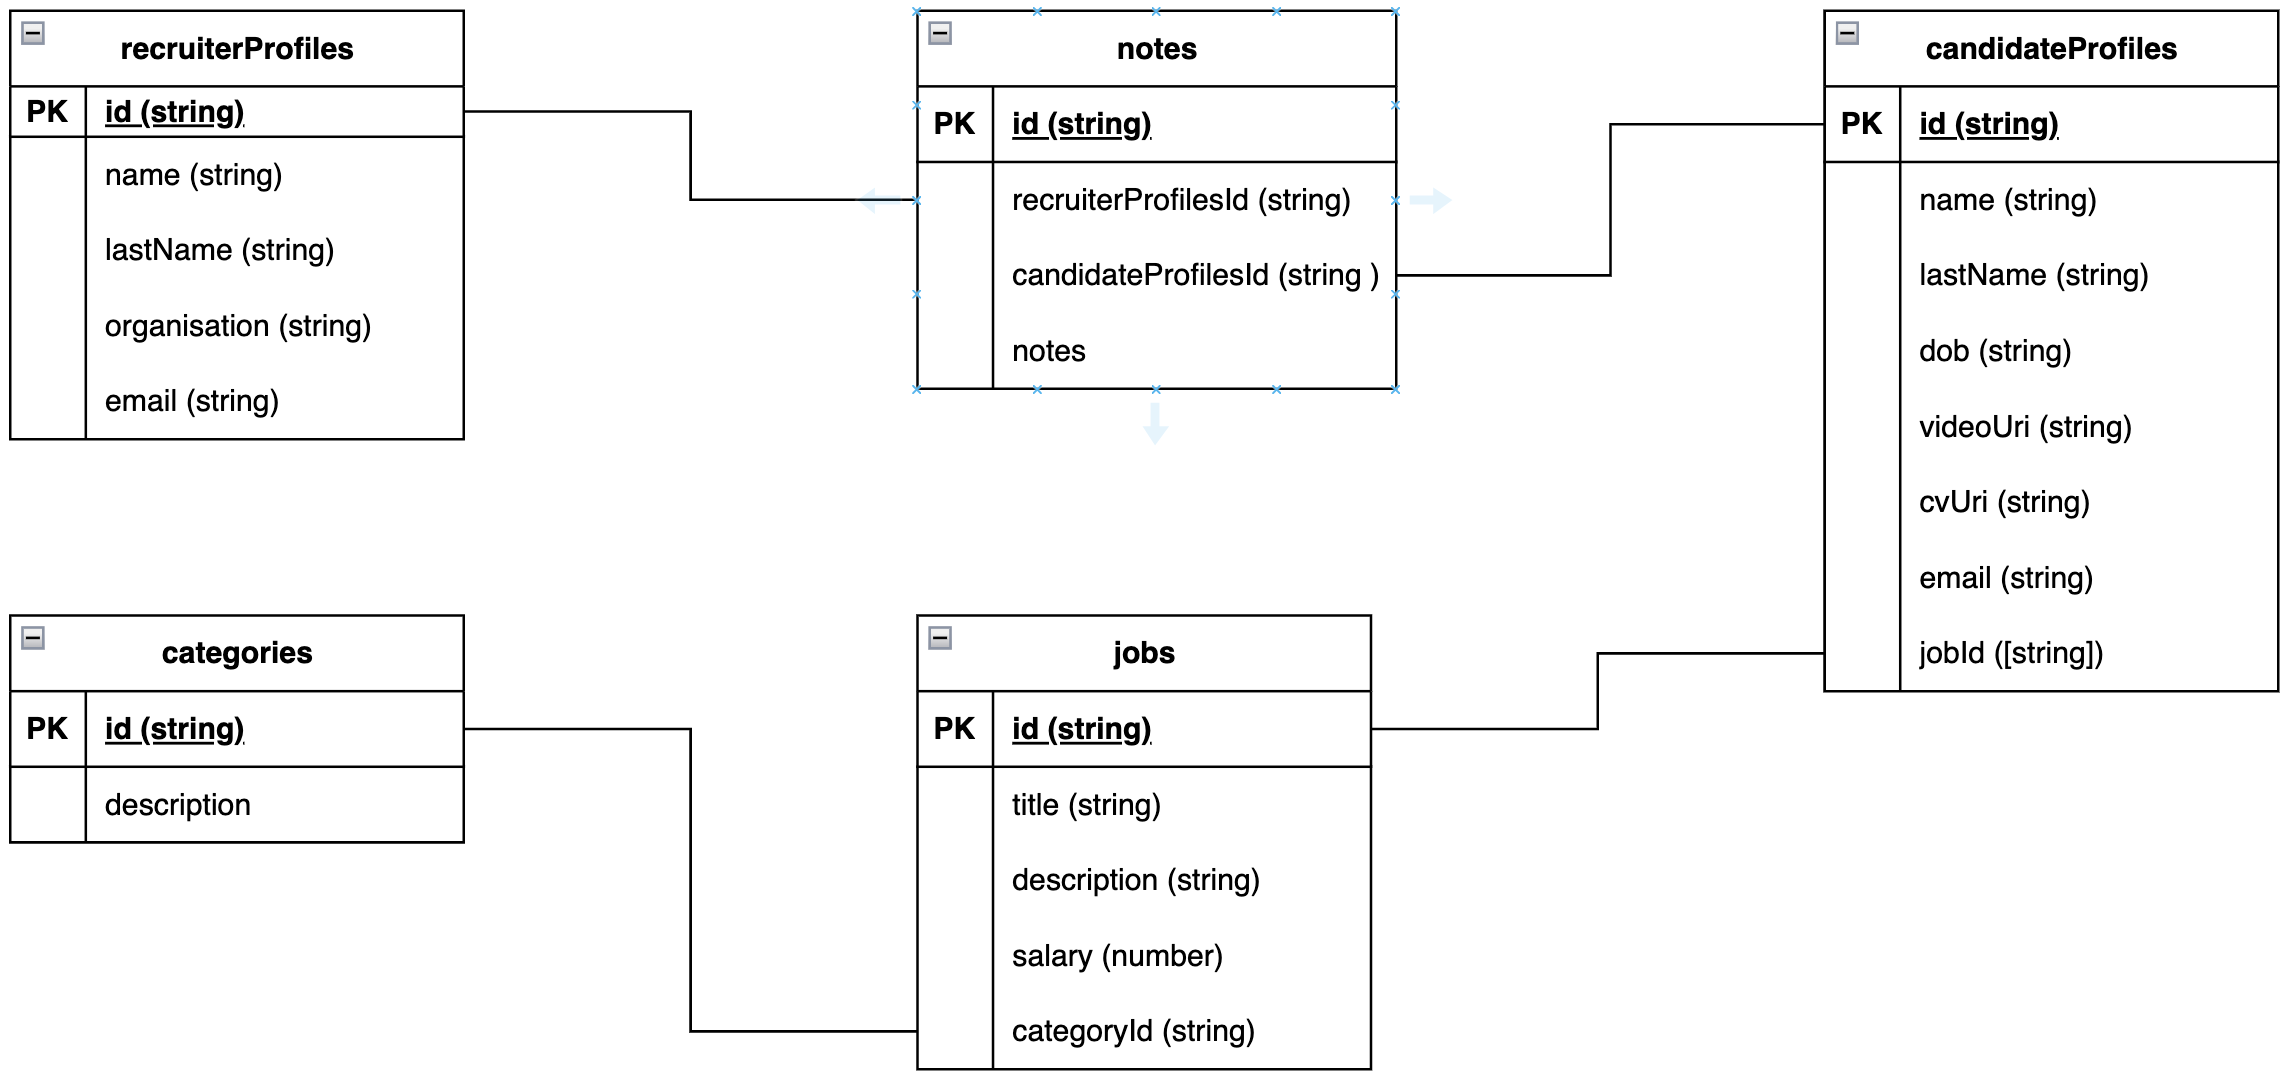 recruiterProfiles
PK id (string)
name (string)
lastName (string)
organisation (string)
email (string)
notes
PK id (string)
recruiterProfilesId (string)
candidateProfilesId (string )
notes
candidateProfiles
PK id (string)
name (string)
lastName (string)
dob (string)
videoUri (string)
cvUri (string)
email (string)
jobId ([string])
categories
PK id (string)
description
jobs
PK id (string)
title (string)
description (string)
salary (number)
categoryId (string)